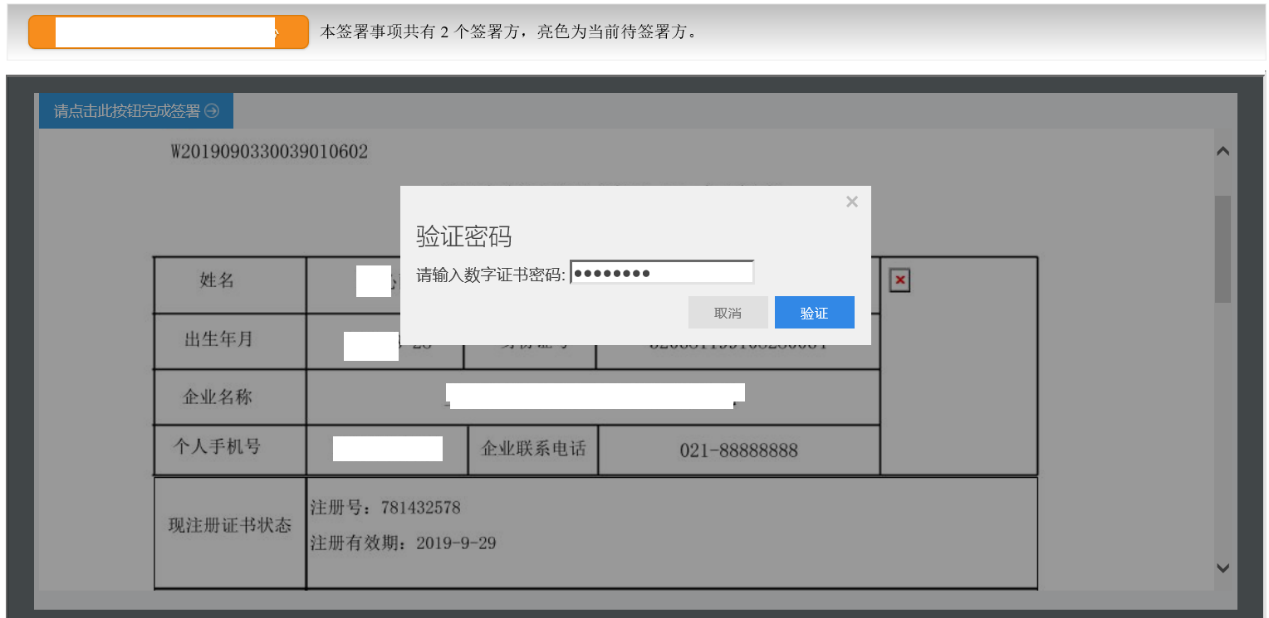 本签署事项共有 2 个签署方，亮色为当前待签署方。
请点击此按钮完成签署
W2019090330039010602
验证密码
请输入数字证书密码: ●●●●●●●●
取消 验证
姓名
出生年月
企业名称
个人手机号 企业联系电话 021-88888888
现注册证书状态
注册号：781432578
注册有效期：2019-9-29